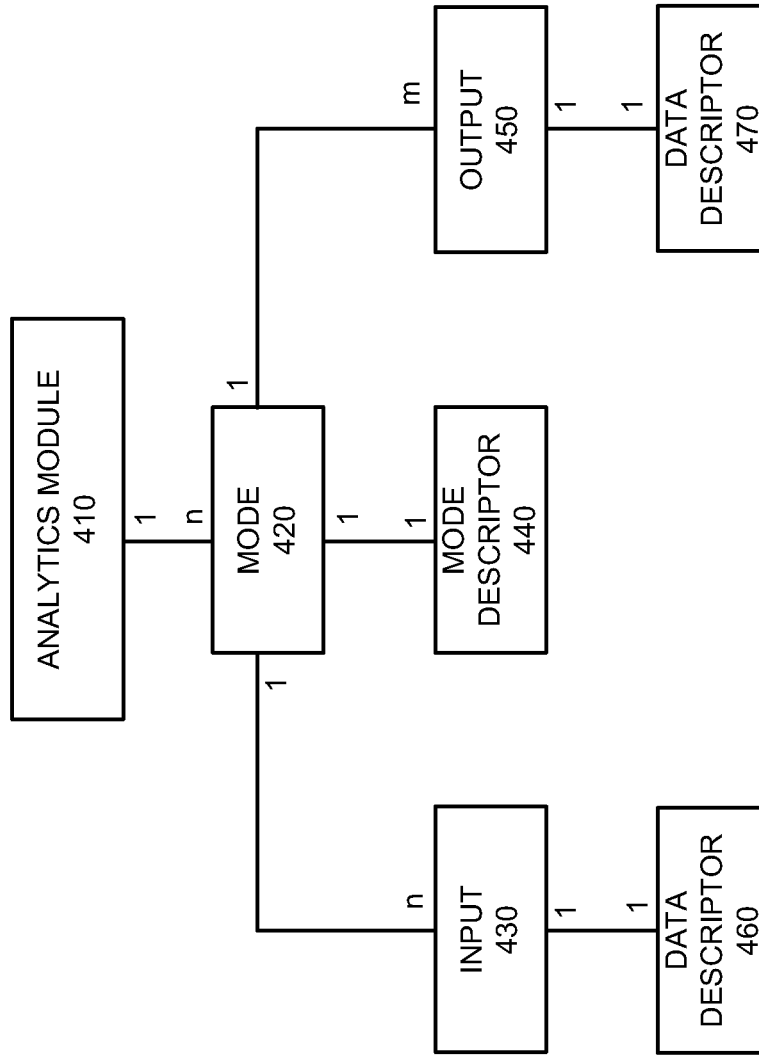 ANALYTICS MODULE
410
1
n
MODE
420
1
1
1
1
n
m
INPUT
430
MODE
DESCRIPTOR
440
OUTPUT
450
1
1
1
1
DATA
DESCRIPTOR
460
DATA
DESCRIPTOR
470